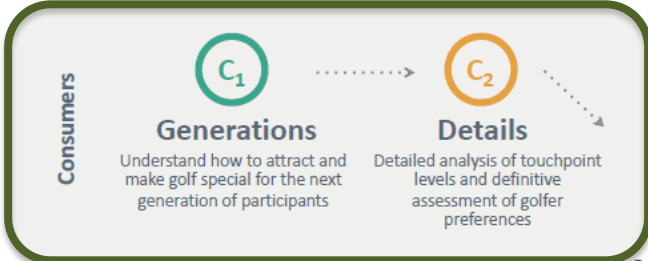 Consumers
C1
Generations
Understand how to attract and
make golf special for the next
generation of participants
C2
Details
Detailed analysis of touchpoint
levels and definitive
assessment of golfer
preferences